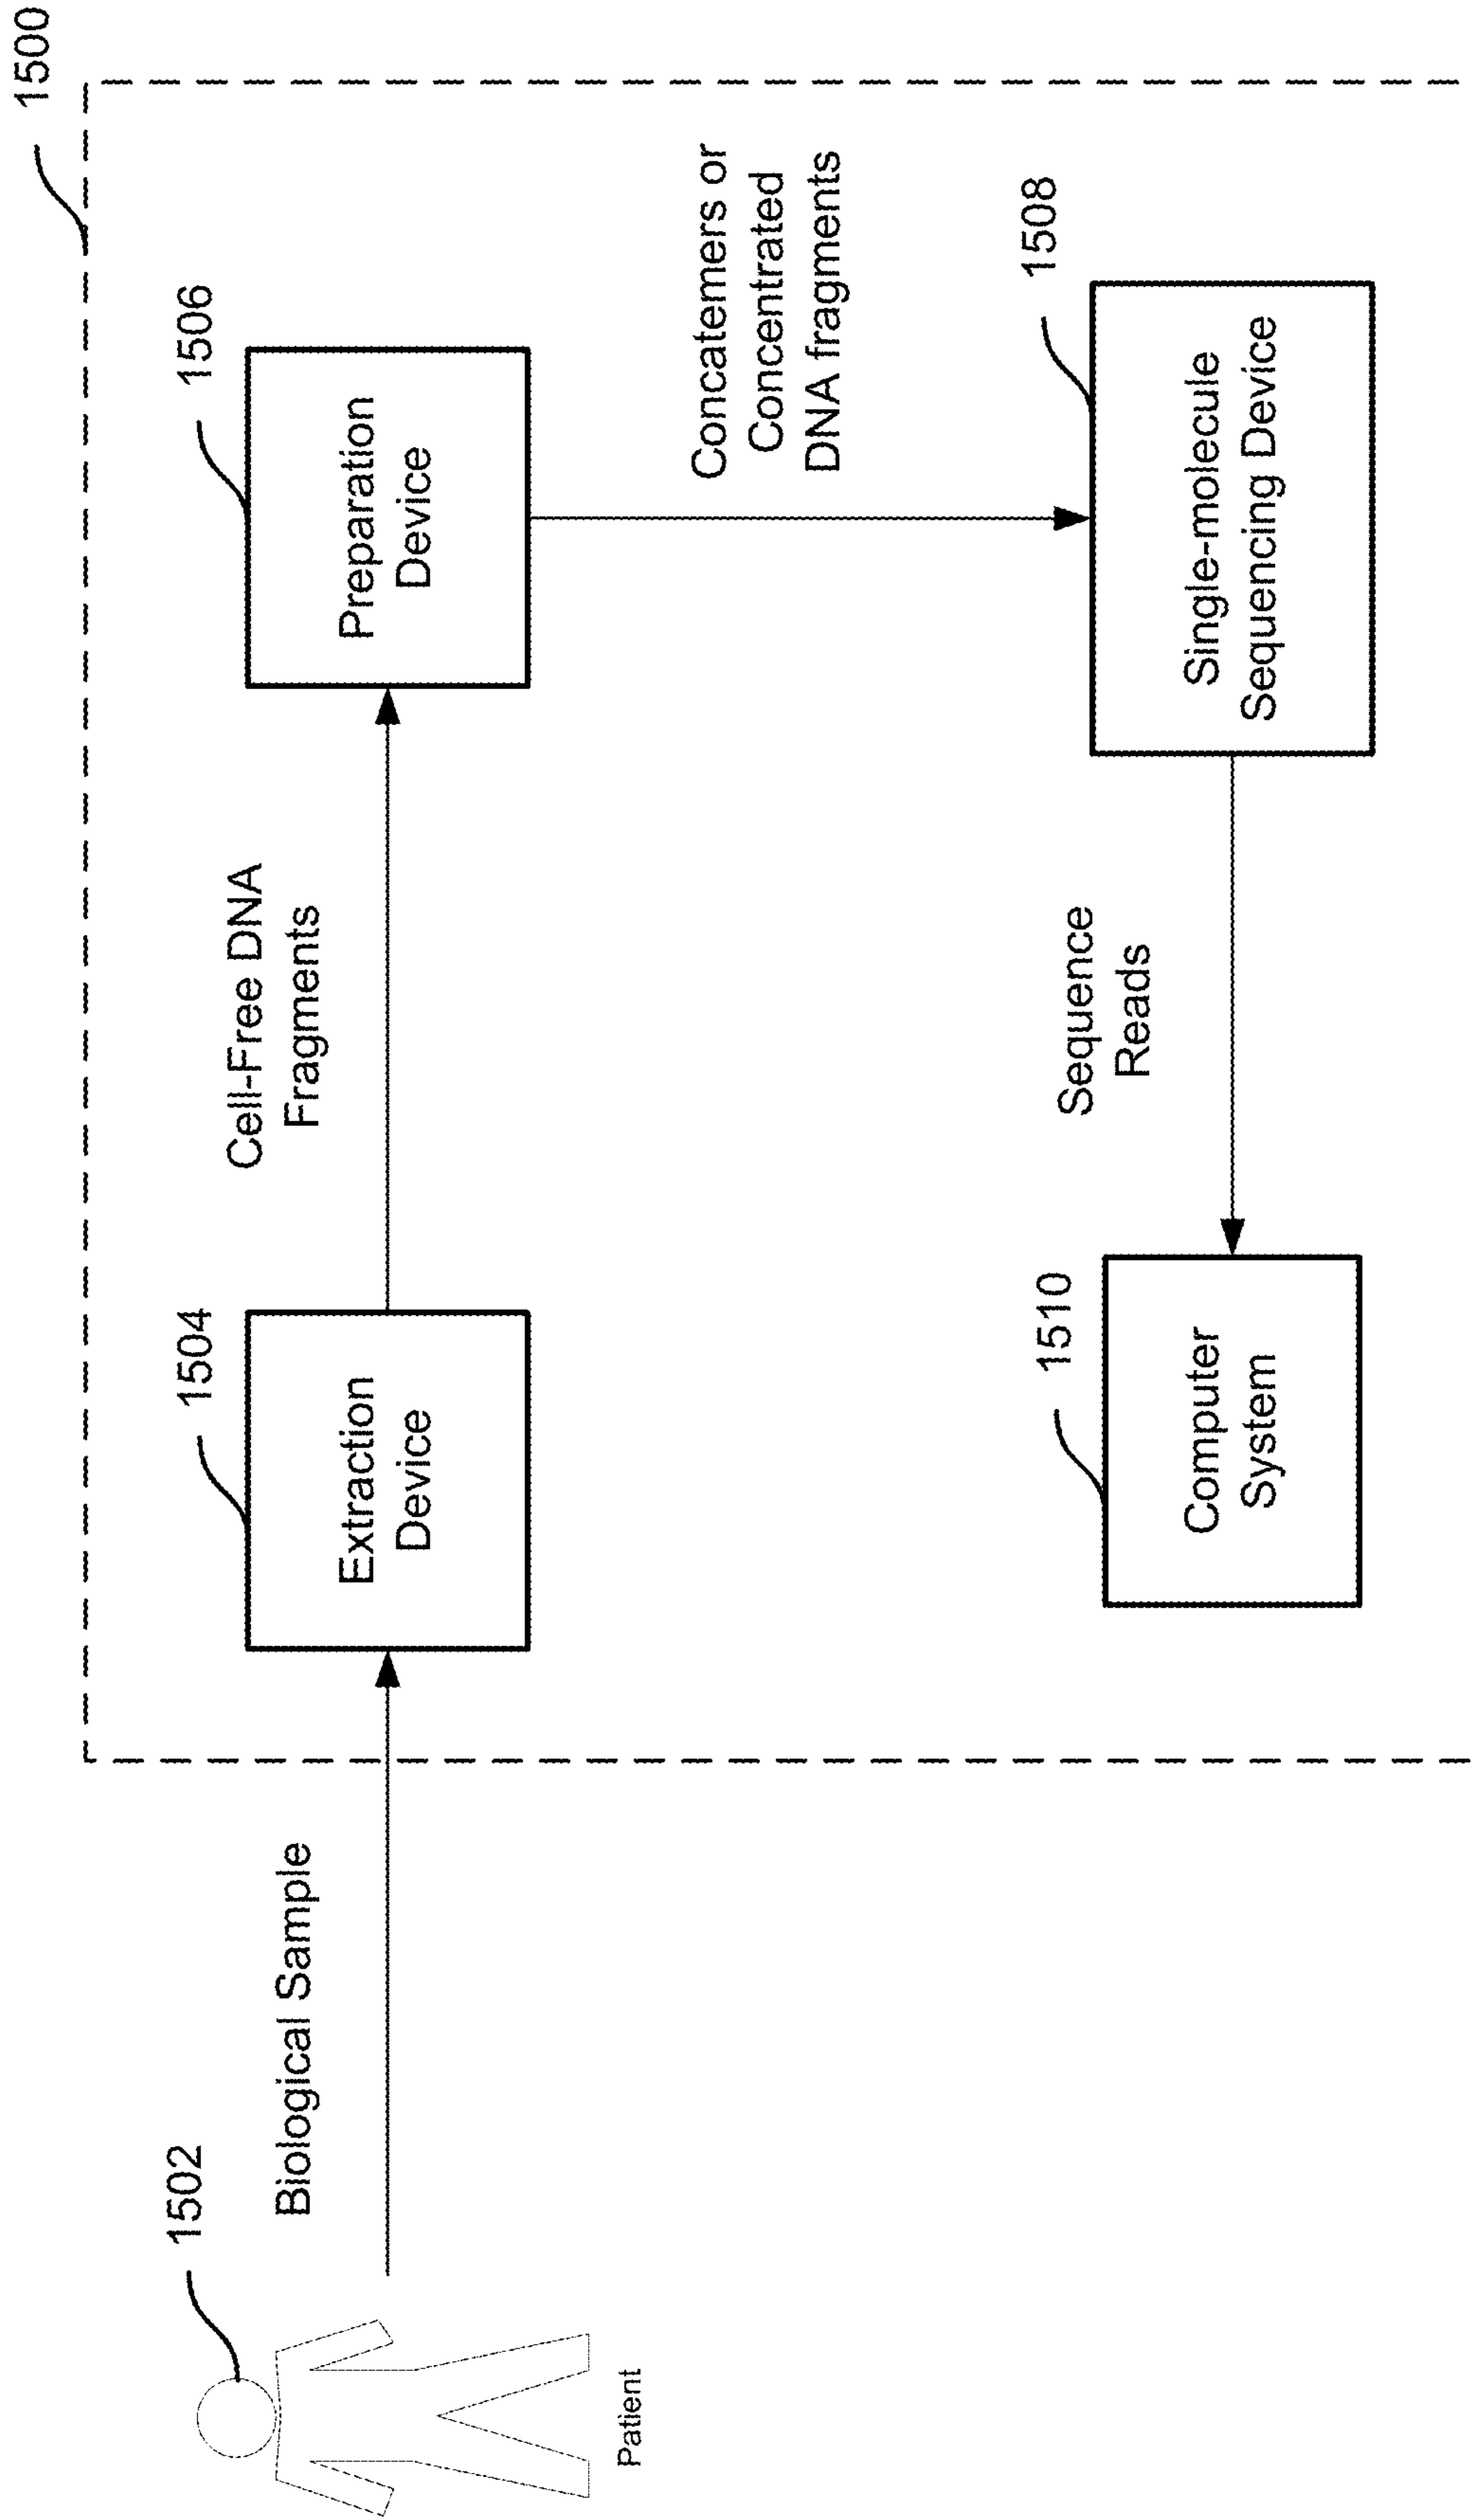 1500
1502
Patient
Biological Sample
1504
Extraction
Device
Cell-Free DNA
Fragments
1506
Preparation
Device
Concatemers or
Concentrated
DNA fragments
1508
Single-molecule
Sequencing Device
Sequence
Reads
1510
Computer
System